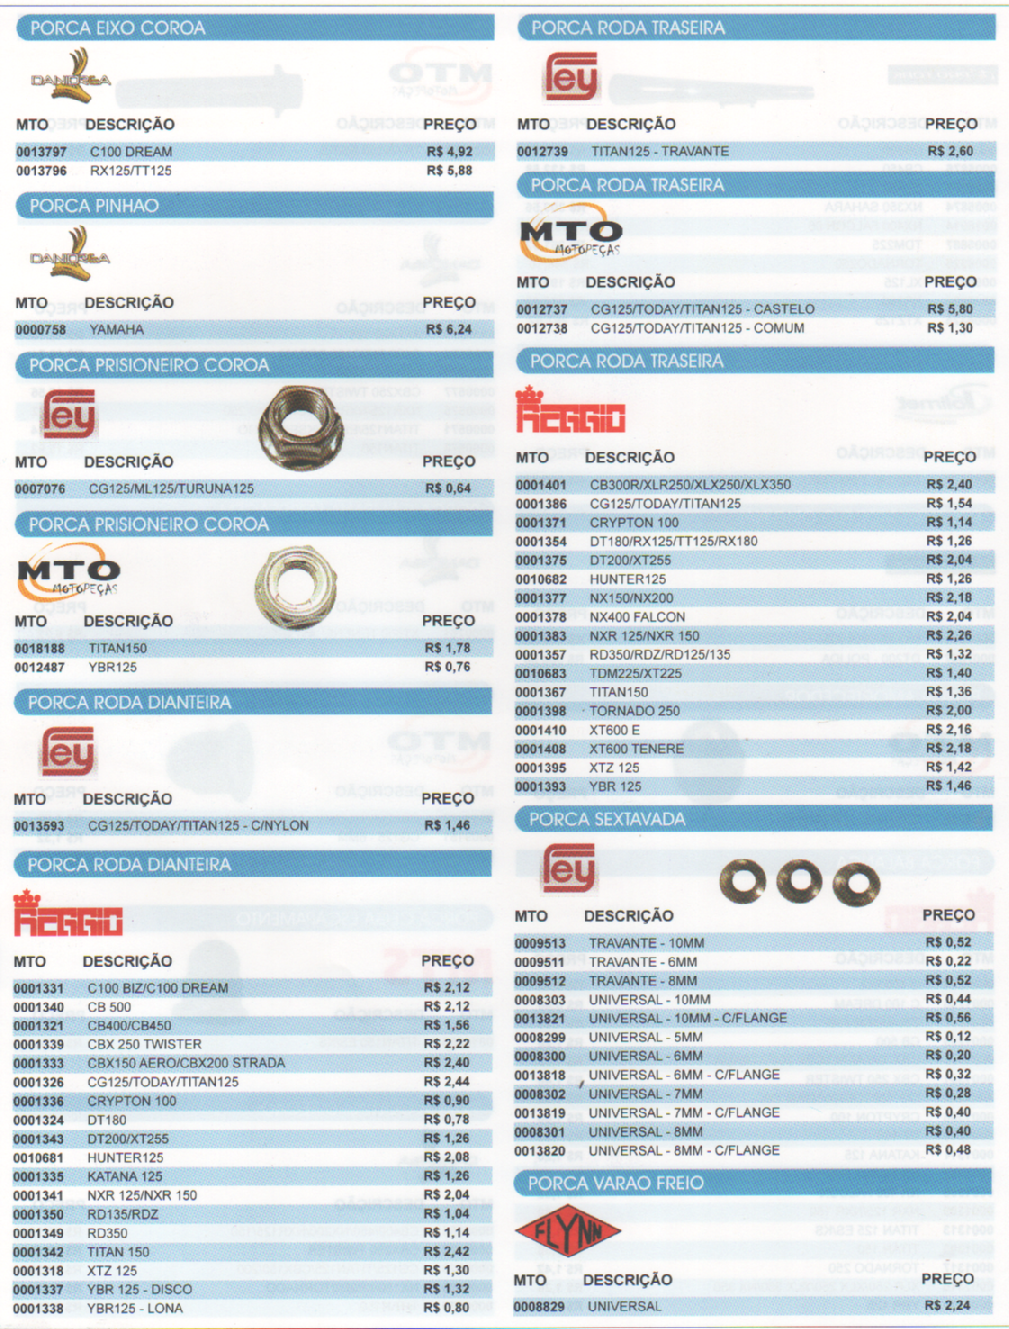 PORCA EIXO COROA
DANIDREA
MTO DESCRIÇÃO PREÇO
0013797 C100 DREAM R$ 4,92
0013796 RX125/TT125 R$ 5,88
PORCA PINHAO
DANIDREA
MTO DESCRIÇÃO PREÇO
0000758 YAMAHA R$ 6,24
PORCA PRISIONEIRO COROA
Fey
MTO DESCRIÇÃO PREÇO
0007076 CG125/ML125/TURUNA125 R$ 0,64
PORCA PRISIONEIRO COROA
MTO
MOTOPEÇAS
MTO DESCRIÇÃO PREÇO
0018188 TITAN150 R$ 1,78
0012487 YBR125 R$ 0,76
PORCA RODA DIANTEIRA
Fey
MTO DESCRIÇÃO PREÇO
0013593 CG125/TODAY/TITAN125 - C/NYLON R$ 1,46
PORCA RODA DIANTEIRA
REGGIO
MTO DESCRIÇÃO PREÇO
0001331 C100 BIZ/C100 DREAM R$ 2,12
0001340 CB 500 R$ 2,12
0001321 CB400/CB450 R$ 1,56
0001339 CBX 250 TWISTER R$ 2,22
0001333 CBX150 AERO/CBX200 STRADA R$ 2,40
0001326 CG125/TODAY/TITAN125 R$ 2,44
0001336 CRYPTON 100 R$ 0,90
0001324 DT180 R$ 0,78
0001343 DT200/XT255 R$ 1,26
0010681 HUNTER125 R$ 2,08
0001335 KATANA 125 R$ 1,26
0001341 NXR 125/NXR 150 R$ 2,04
0001350 RD135/RDZ R$ 1,04
0001349 RD350 R$ 1,14
0001342 TITAN 150 R$ 2,42
0001318 XTZ 125 R$ 1,30
0001337 YBR 125 - DISCO R$ 1,32
0001338 YBR125 - LONA R$ 0,80
PORCA RODA TRASEIRA
Fey
MTO DESCRIÇÃO PREÇO
0012739 TITAN125 - TRAVANTE R$ 2,60
PORCA RODA TRASEIRA
MTO
MOTOPEÇAS
MTO DESCRIÇÃO PREÇO
0012737 CG125/TODAY/TITAN125 - CASTELO R$ 5,80
0012738 CG125/TODAY/TITAN125 - COMUM R$ 1,30
PORCA RODA TRASEIRA
REGGIO
MTO DESCRIÇÃO PREÇO
0001401 CB300R/XLR250/XLX250/XLX350 R$ 2,40
0001386 CG125/TODAY/TITAN125 R$ 1,54
0001371 CRYPTON 100 R$ 1,14
0001354 DT180/RX125/TT125/RX180 R$ 1,26
0001375 DT200/XT255 R$ 2,04
0010682 HUNTER125 R$ 1,26
0001377 NX150/NX200 R$ 2,18
0001378 NX400 FALCON R$ 2,04
0001383 NXR 125/NXR 150 R$ 2,26
0001357 RD350/RDZ/RD125/135 R$ 1,32
0010683 TDM225/XT225 R$ 1,40
0001367 TITAN150 R$ 1,36
0001398 TORNADO 250 R$ 2,00
0001410 XT600 E R$ 2,16
0001408 XT600 TENERE R$ 2,18
0001395 XTZ 125 R$ 1,42
0001393 YBR 125 R$ 1,46
PORCA SEXTAVADA
Fey
MTO DESCRIÇÃO PREÇO
0009513 TRAVANTE - 10MM R$ 0,52
0009511 TRAVANTE - 6MM R$ 0,22
0009512 TRAVANTE - 8MM R$ 0,52
0008303 UNIVERSAL - 10MM R$ 0,44
0013821 UNIVERSAL - 10MM - C/FLANGE R$ 0,56
0008299 UNIVERSAL - 5MM R$ 0,12
0008300 UNIVERSAL - 6MM R$ 0,20
0013818 UNIVERSAL - 6MM - C/FLANGE R$ 0,32
0008302 UNIVERSAL - 7MM R$ 0,28
0013819 UNIVERSAL - 7MM - C/FLANGE R$ 0,40
0008301 UNIVERSAL - 8MM R$ 0,40
0013820 UNIVERSAL - 8MM - C/FLANGE R$ 0,48
PORCA VARAO FREIO
FLYNN
MTO DESCRIÇÃO PREÇO
0008829 UNIVERSAL R$ 2,24